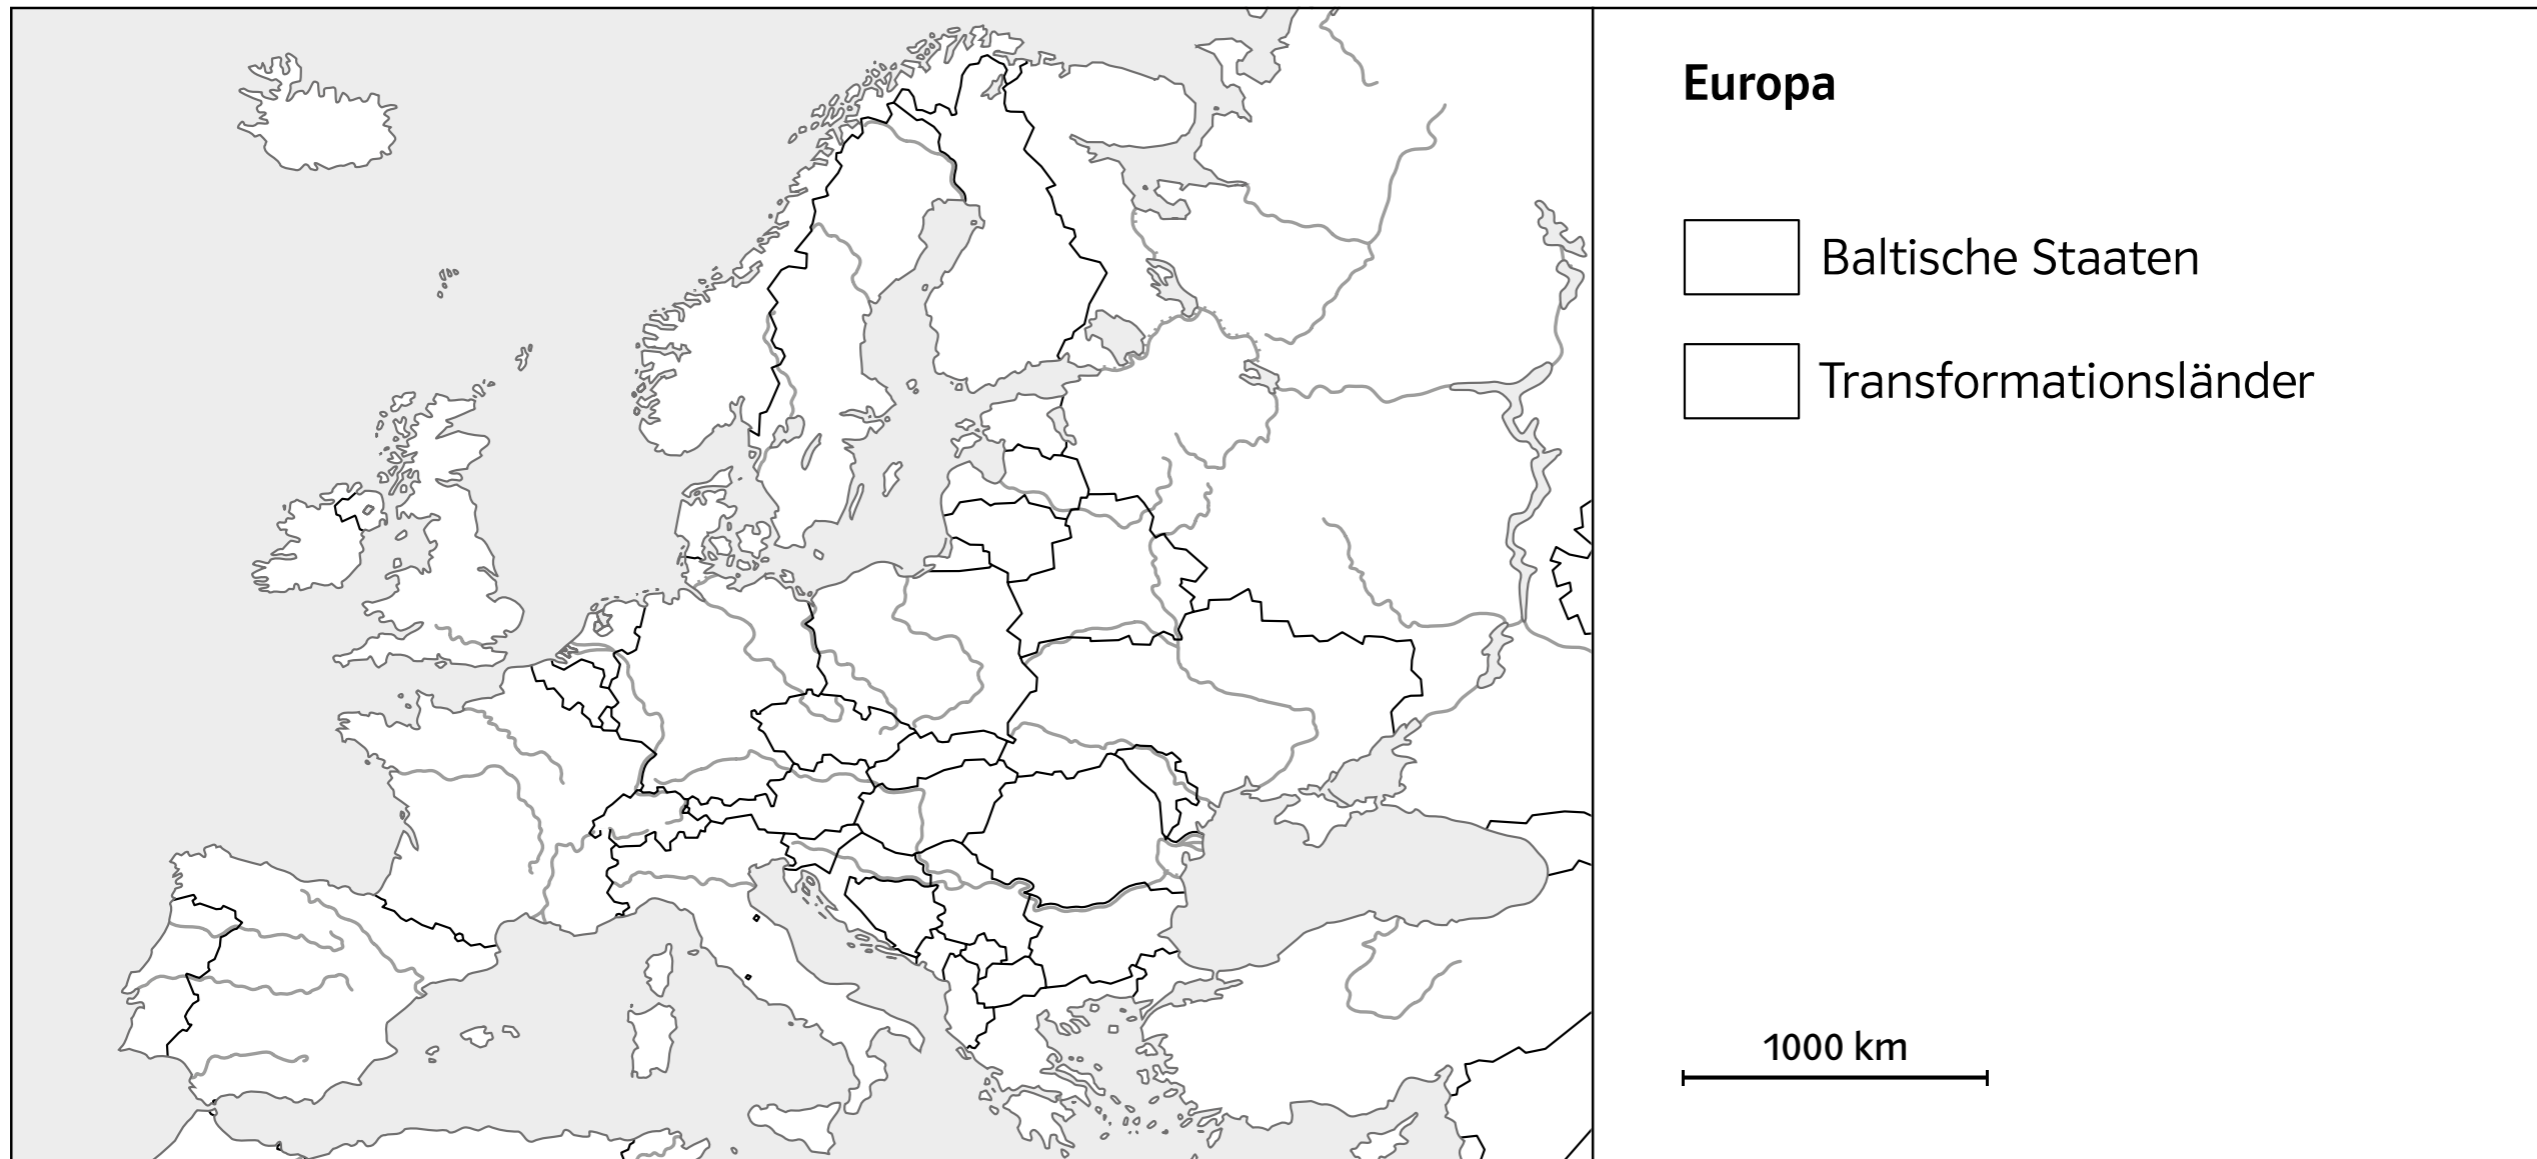 Europa
Baltische Staaten
Transformationsländer
1000 km